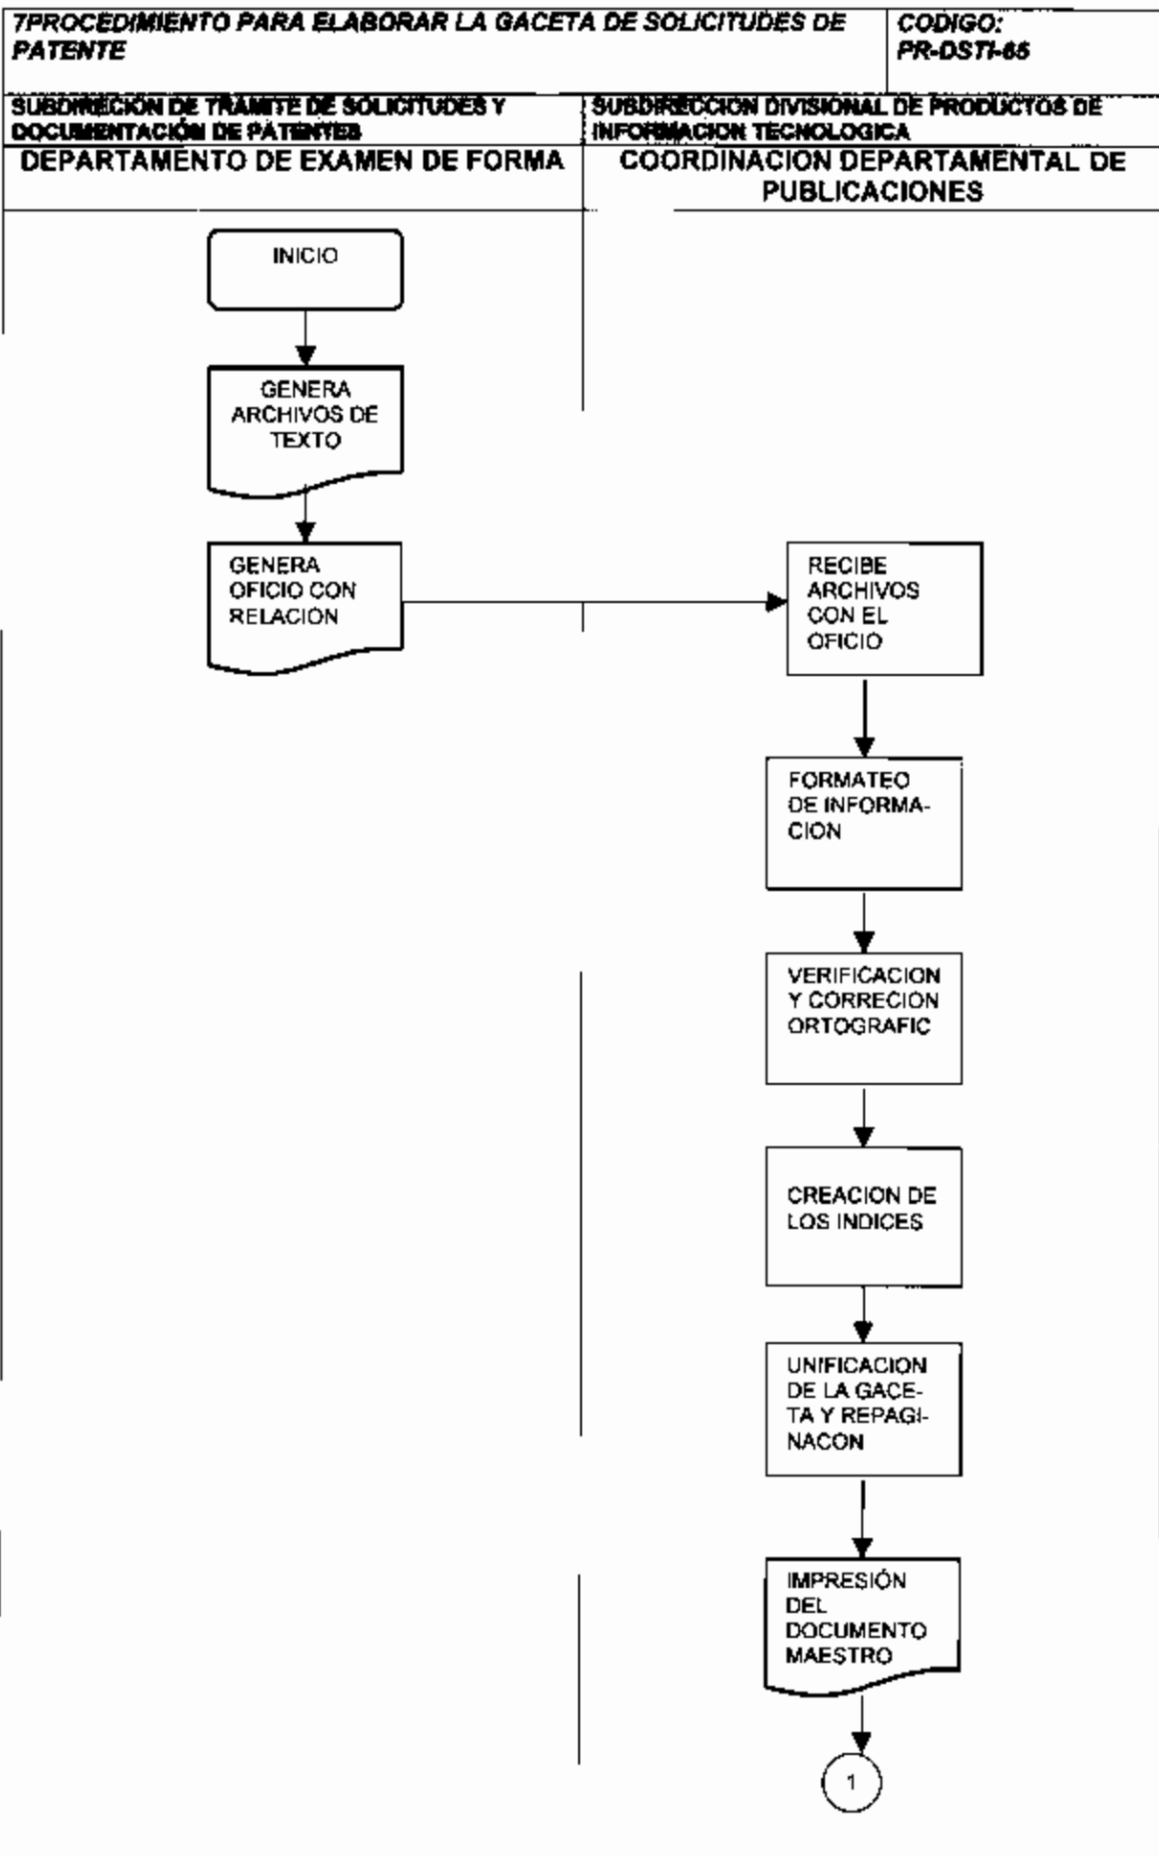 7PROCEDIMIENTO PARA ELABORAR LA GACETA DE SOLICITUDES DE
PATENTE
CODIGO:
PR-DSTI-65
SUBDIRECIÓN DE TRAMITE DE SOLICITUDES Y
DOCUMENTACIÓN DE PATENTES
SUBDIRECCION DIVISIONAL DE PRODUCTOS DE
INFORMACION TECNOLOGICA
DEPARTAMENTO DE EXAMEN DE FORMA
COORDINACION DEPARTAMENTAL DE
PUBLICACIONES
INICIO
GENERA
ARCHIVOS DE
TEXTO
GENERA
OFICIO CON
RELACION
RECIBE
ARCHIVOS
CON EL
OFICIO
FORMATEO
DE INFORMA-
CION
VERIFICACION
Y CORRECION
ORTOGRAFIC
CREACION DE
LOS INDICES
UNIFICACION
DE LA GACE-
TA Y REPAGI-
NACON
IMPRESIÓN
DEL
DOCUMENTO
MAESTRO
1